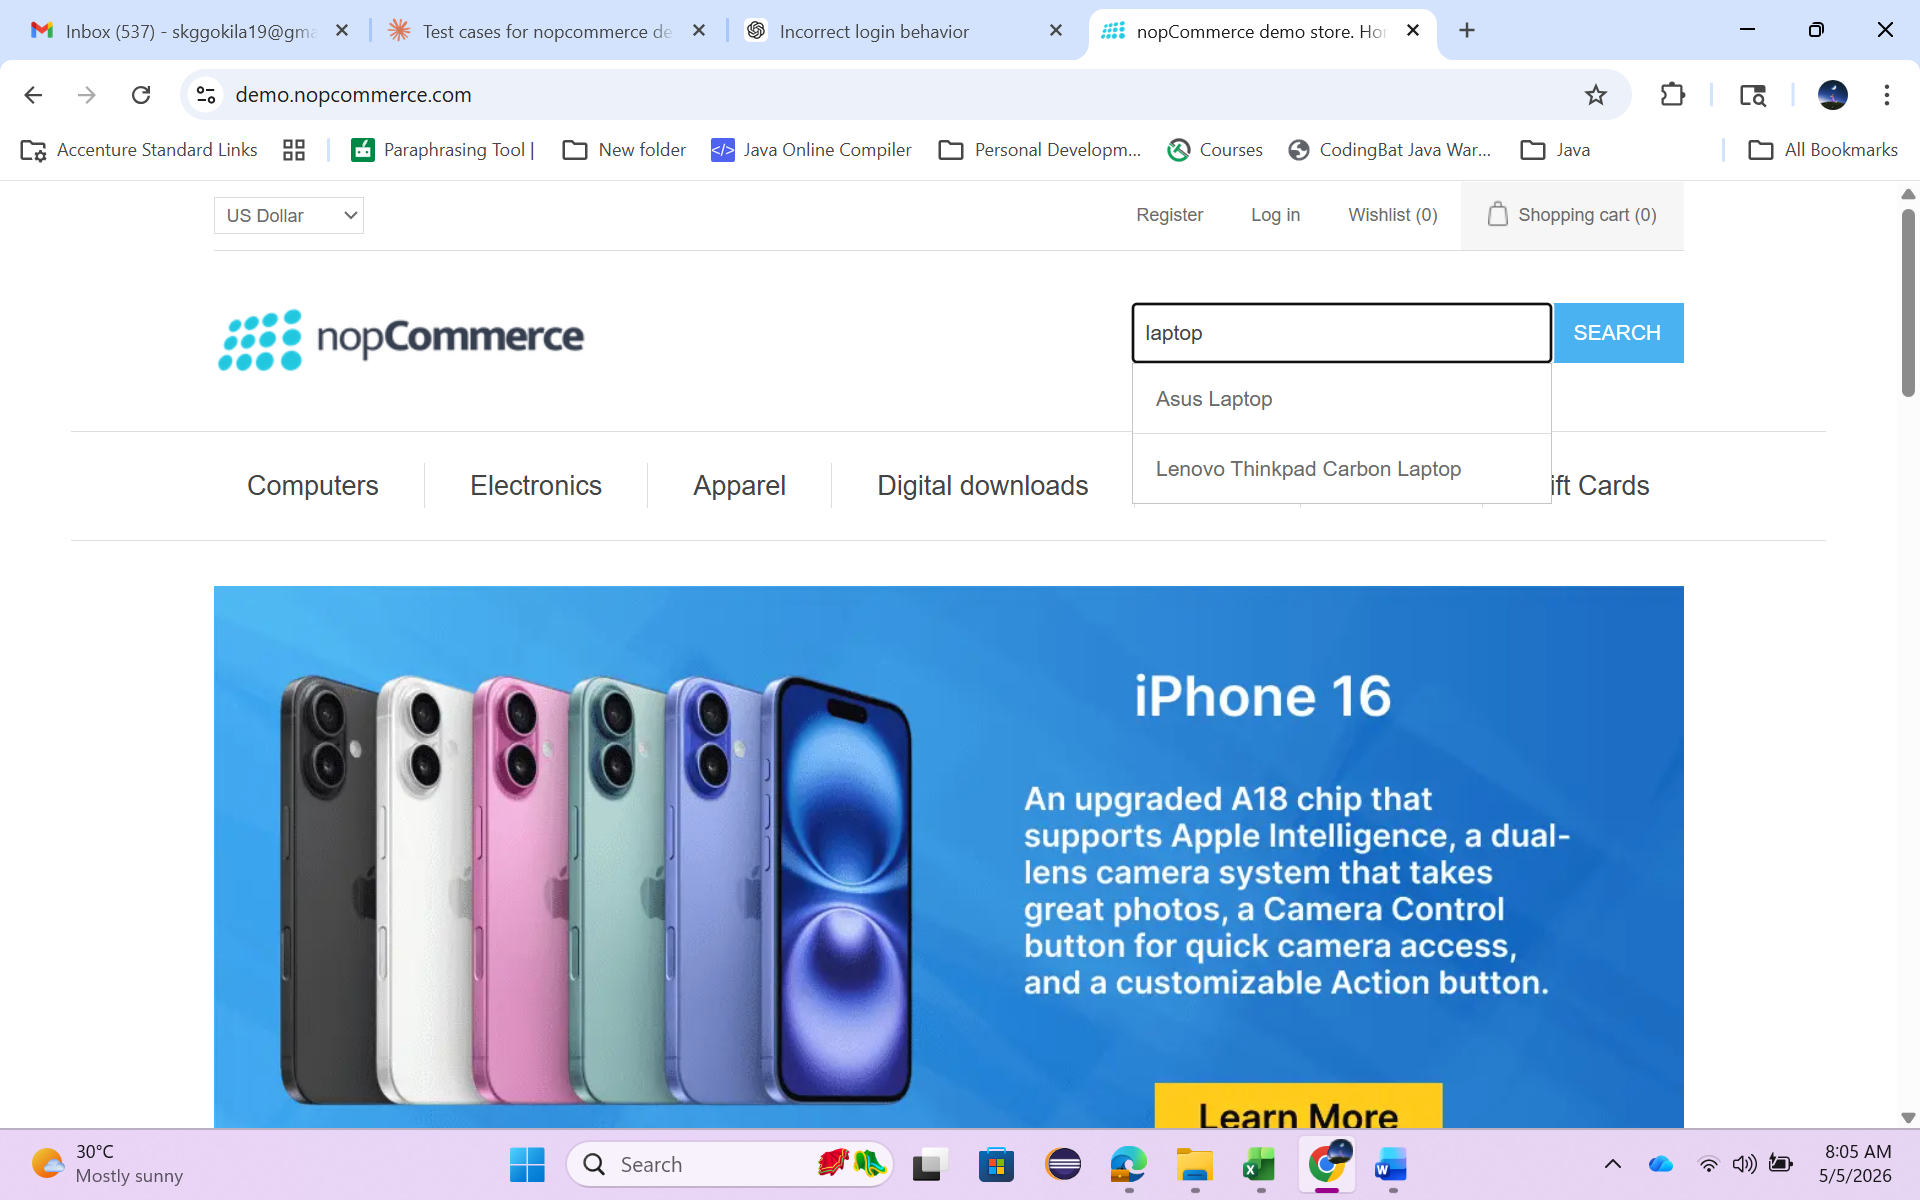 Inbox (537) - skggokila19@gma
Test cases for nopcommerce de
Incorrect login behavior
nopCommerce demo store. Hor
demo.nopcommerce.com
Accenture Standard Links
Paraphrasing Tool |
New folder
Java Online Compiler
Personal Developm...
Courses
CodingBat Java War...
Java
All Bookmarks
US Dollar
Register
Log in
Wishlist (0)
Shopping cart (0)
nopCommerce
laptop
SEARCH
Asus Laptop
Lenovo Thinkpad Carbon Laptop
Computers
Electronics
Apparel
Digital downloads
ift Cards
iPhone 16
An upgraded A18 chip that
supports Apple Intelligence, a dual-
lens camera system that takes
great photos, a Camera Control
button for quick camera access,
and a customizable Action button.
Learn More
30°C
Mostly sunny
Search
8:05 AM
5/5/2026